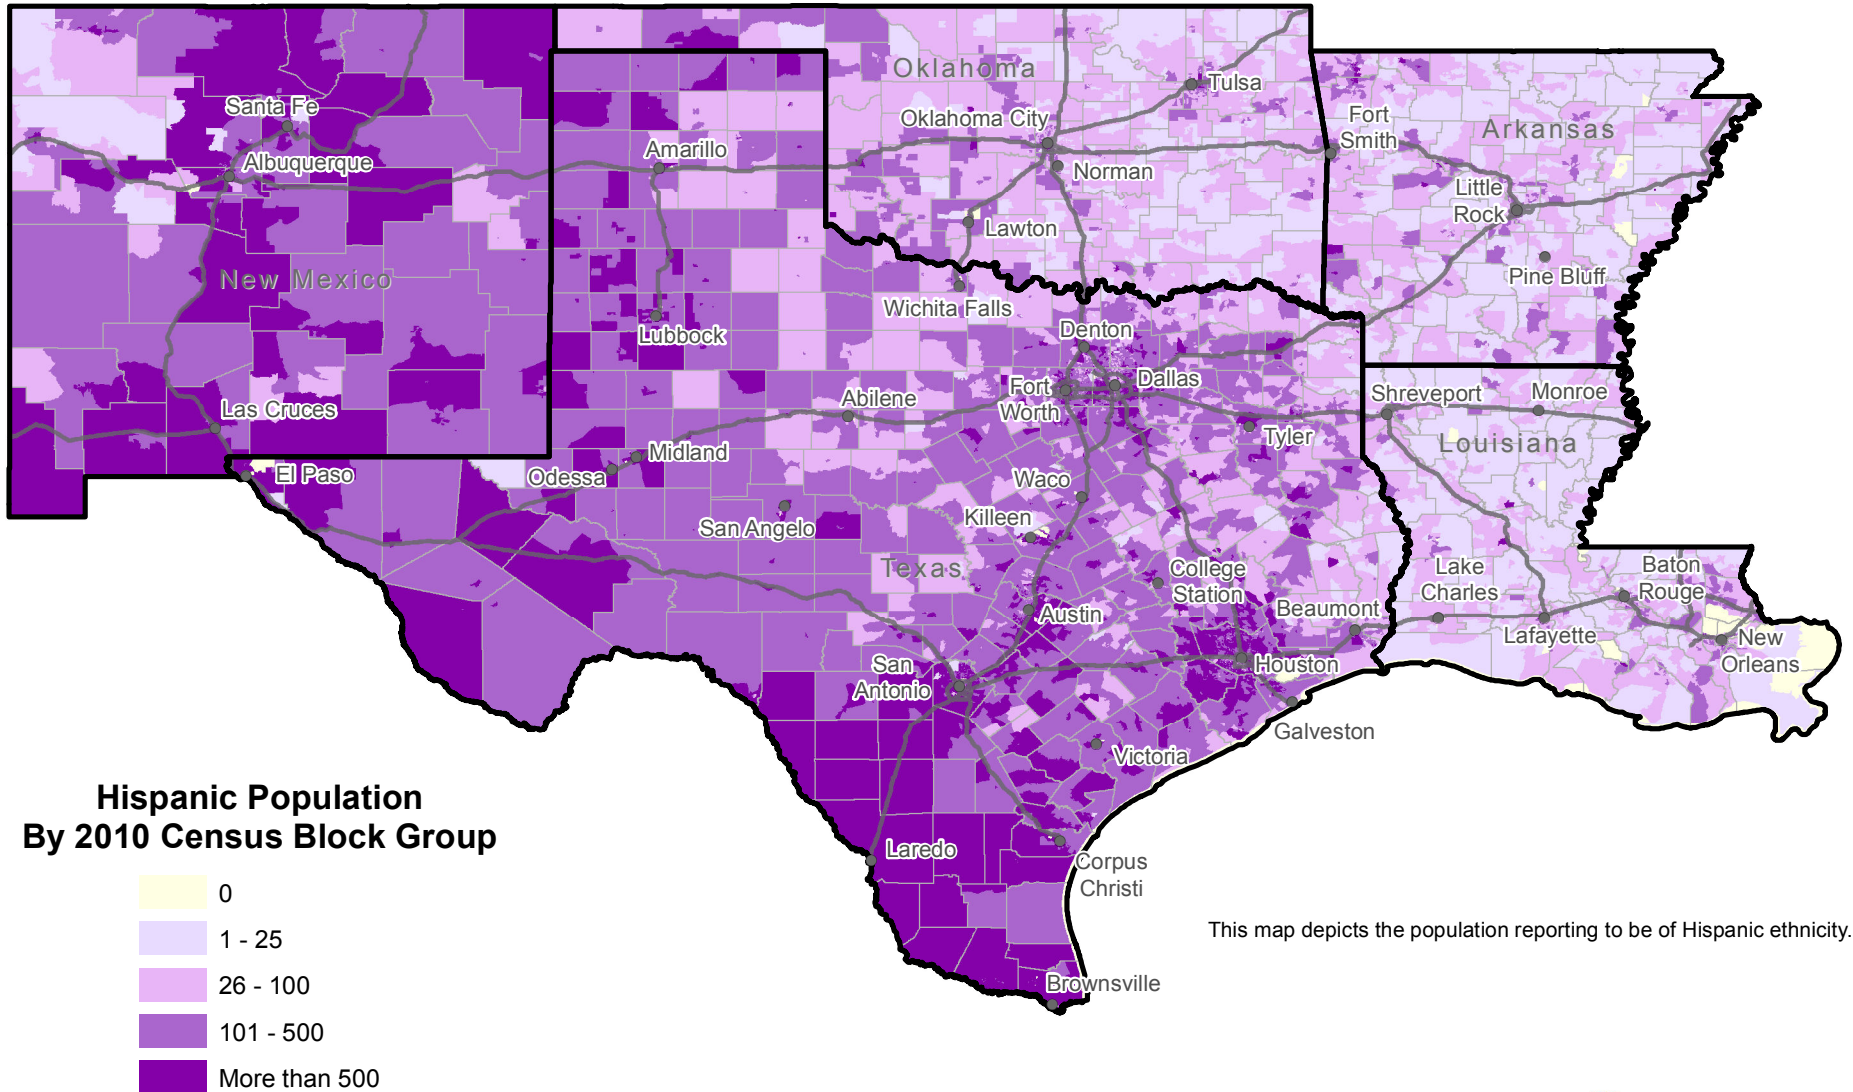 Oklahoma
Tulsa
Santa Fe
Oklahoma City
Fort
Smith
Arkansas
Albuquerque
Amarillo
Norman
Little
Rock
Lawton
New Mexico
Pine Bluff
Wichita Falls
Lubbock
Denton
Fort
Worth
Dallas
Las Cruces
Abilene
Shreveport
Monroe
Tyler
Louisiana
Midland
El Paso
Odessa
Waco
San Angelo
Killeen
Texas
College
Station
Lake
Charles
Baton
Rouge
Austin
Beaumont
Lafayette
New
Orleans
San
Antonio
Houston
Galveston
Victoria
Hispanic Population
By 2010 Census Block Group
Laredo
Corpus
Christi
0
1 - 25
26 - 100
101 - 500
More than 500
This map depicts the population reporting to be of Hispanic ethnicity.
Brownsville